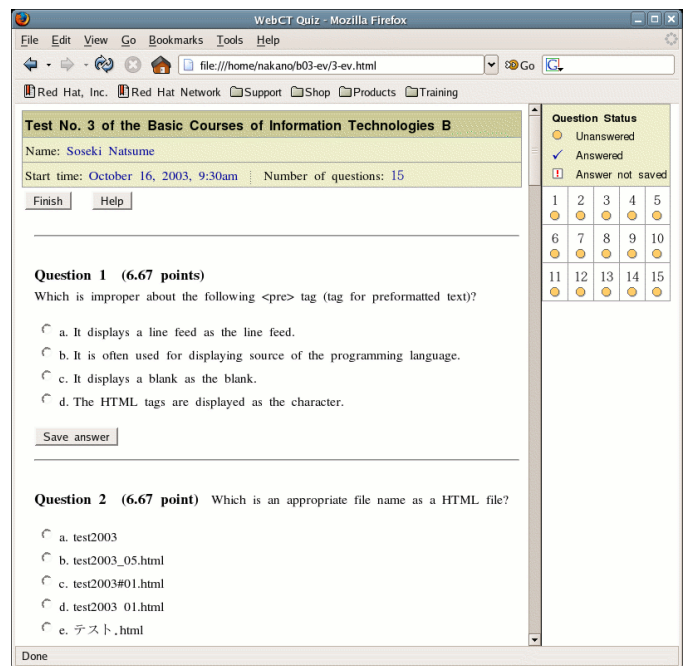 WebCT Quiz - Mozilla Firefox
File Edit View Go Bookmarks Tools Help
file:///home/nakano/b03-ev/3-ev.html Go G
Red Hat, Inc. Red Hat Network Support Shop Products Training
Test No. 3 of the Basic Courses of Information Technologies B
Name: Soseki Natsume
Start time: October 16, 2003, 9:30am Number of questions: 15
Finish Help
Question 1 (6.67 points)
Which is improper about the following <pre> tag (tag for preformatted text)?
a. It displays a line feed as the line feed.
b. It is often used for displaying source of the programming language.
c. It displays a blank as the blank.
d. The HTML tags are displayed as the character.
Save answer
Question 2 (6.67 point) Which is an appropriate file name as a HTML file?
a. test2003
b. test2003_05.html
c. test2003#01.html
d. test2003 01.html
e. テスト.html
Question Status
Unanswered
Answered
Answer not saved
1 2 3 4 5
6 7 8 9 10
11 12 13 14 15
Done